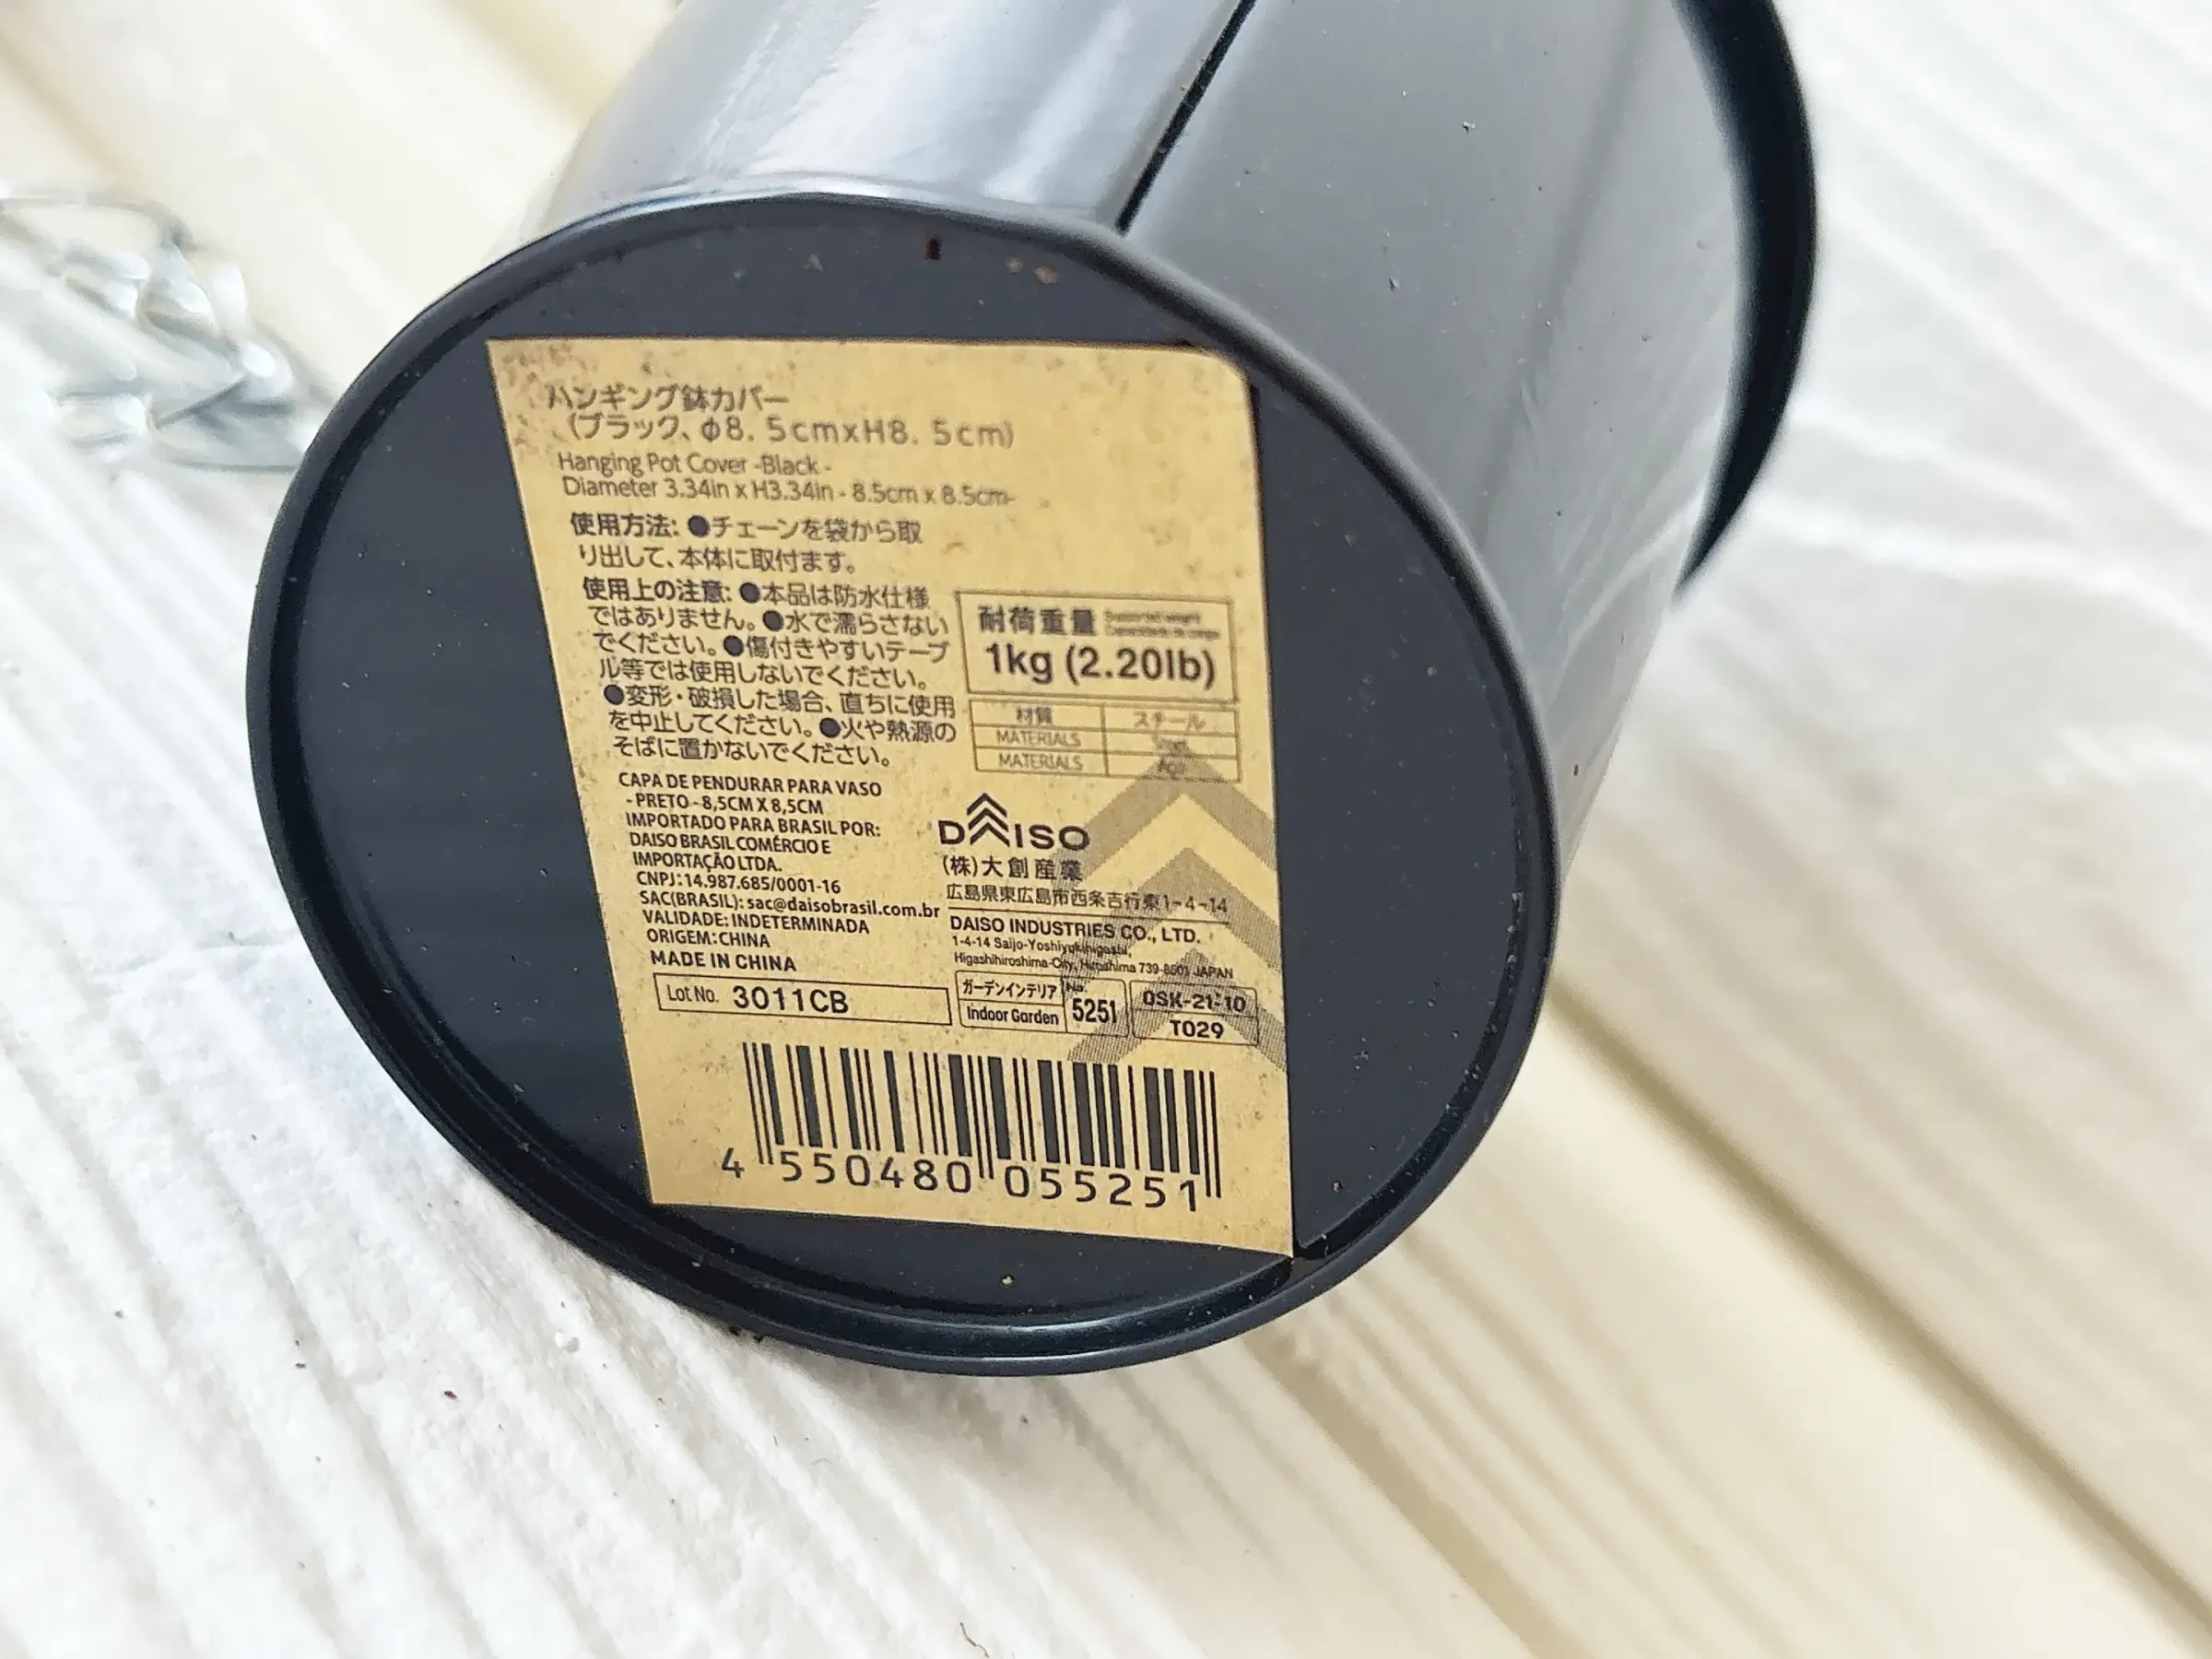 ハンギング鉢カバー
(ブラック、φ8.5cmxH8.5cm)
Hanging Pot Cover -Black -
Diameter 3.34in x H3.34in - 8.5cm x 8.5cm-
使用方法: ●チェーンを袋から取
り出して、本体に取付ます。
使用上の注意: ●本品は防水仕様
ではありません。●水で濡らさない
でください。●傷付きやすいテーブ
ル等では使用しないでください。
●変形・破損した場合、直ちに使用
を中止してください。●火や熱源の
そばに置かないでください。
CAPA DE PENDURAR PARA VASO
- PRETO - 8,5CM X 8,5CM
IMPORTADO PARA BRASIL POR:
DAISO BRASIL COMÉRCIO E
IMPORTAÇÃO LTDA.
CNPJ: 14.987.685/0001-16
SAC(BRASIL): sac@daisobrasil.com.br
VALIDADE: INDETERMINADA
ORIGEM: CHINA
MADE IN CHINA
Lot No. 3011CB
耐荷重量
1kg (2.20lb)
材質 スチール
MATERIALS
MATERIALS
DAISO
(株)大創産業
広島県東広島市西条吉行東1-4-14
DAISO INDUSTRIES CO., LTD.
1-4-14 Saijo-Yoshiyukihigashi,
Higashihiroshima-City, Hiroshima 739-8501 JAPAN
ガーデンインテリア
Indoor Garden
No. 5251
OSK-21-10
T029
4 550480 055251